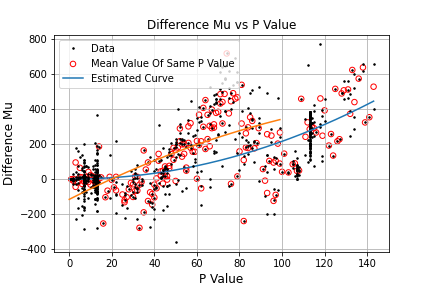 Difference Mu vs P Value
800
600
400
200
0
−200
−400
Difference Mu
Data
Mean Value Of Same P Value
Estimated Curve
0 20 40 60 80 100 120 140
P Value